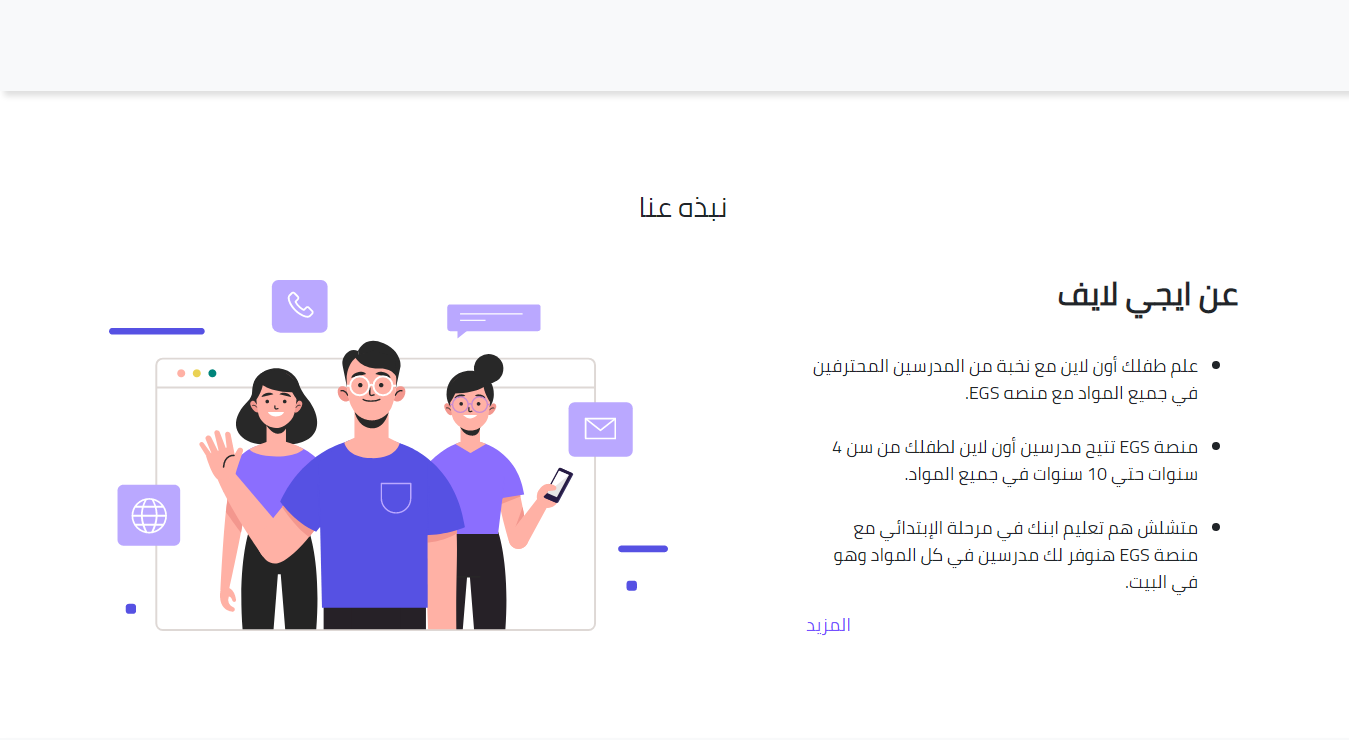 نبذه عنا
عن ايجي لايف
علم طفلك أون لاين مع نخبة من المدرسين المحترفين
في جميع المواد مع منصه EGS.
منصة EGS تتيح مدرسين أون لاين لطفلك من سن 4
سنوات حتي 10 سنوات في جميع المواد.
متشلش هم تعليم ابنك في مرحلة الإبتدائي مع
منصة EGS هنوفر لك مدرسين في كل المواد وهو
في البيت.
المزيد